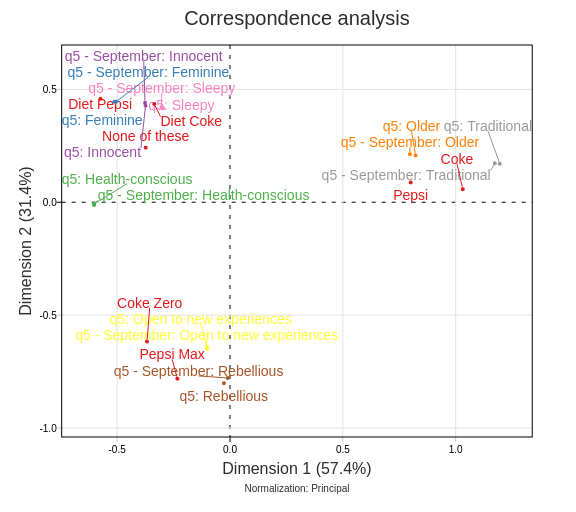 Correspondence analysis
q5 - September: Innocent
q5 - September: Feminine
q5 - September: Sleepy
Diet Pepsi
q5: Sleepy
q5: Feminine
Diet Coke
None of these
q5: Innocent
q5: Older
q5: Traditional
q5 - September: Older
Coke
q5 - September: Traditional
Pepsi
q5: Health-conscious
q5 - September: Health-conscious
Coke Zero
q5: Open to new experiences
q5 - September: Open to new experiences
Pepsi Max
q5 - September: Rebellious
q5: Rebellious
0.5
0.0
-0.5
-1.0
Dimension 2 (31.4%)
-0.5
0.0
0.5
1.0
Dimension 1 (57.4%)
Normalization: Principal